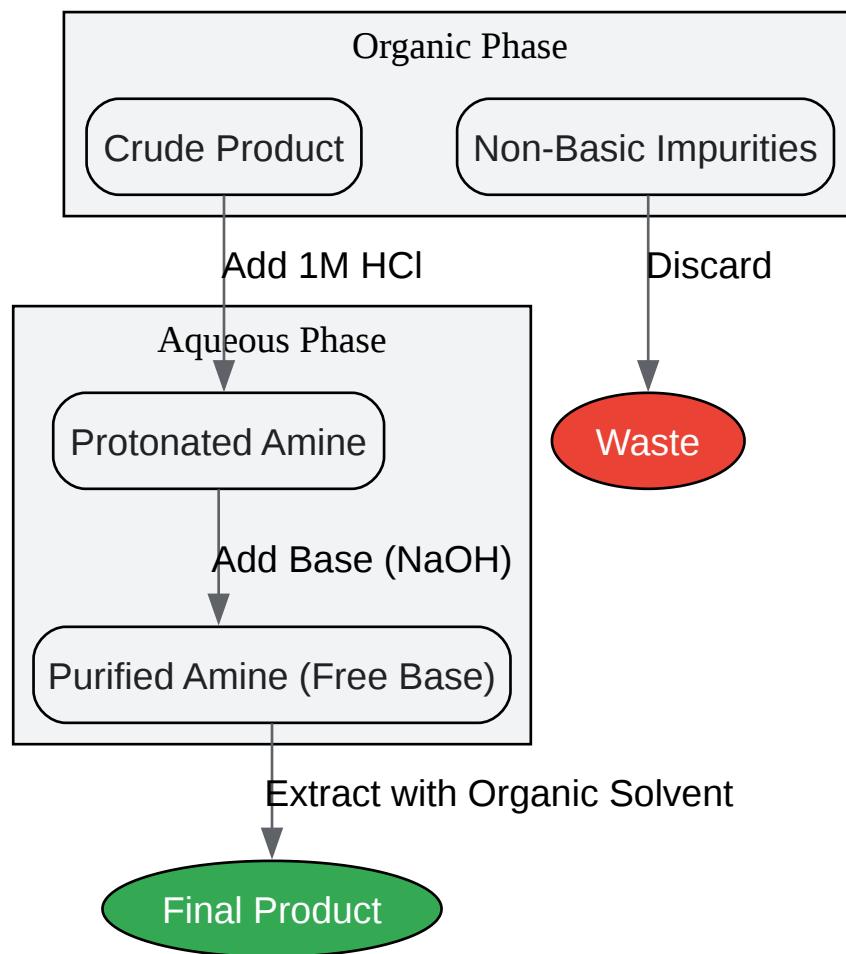 Organic Phase
Crude Product
Non-Basic Impurities
Add 1M HCl
Discard
Aqueous Phase
Protonated Amine
Waste
Add Base (NaOH)
Purified Amine (Free Base)
Extract with Organic Solvent
Final Product